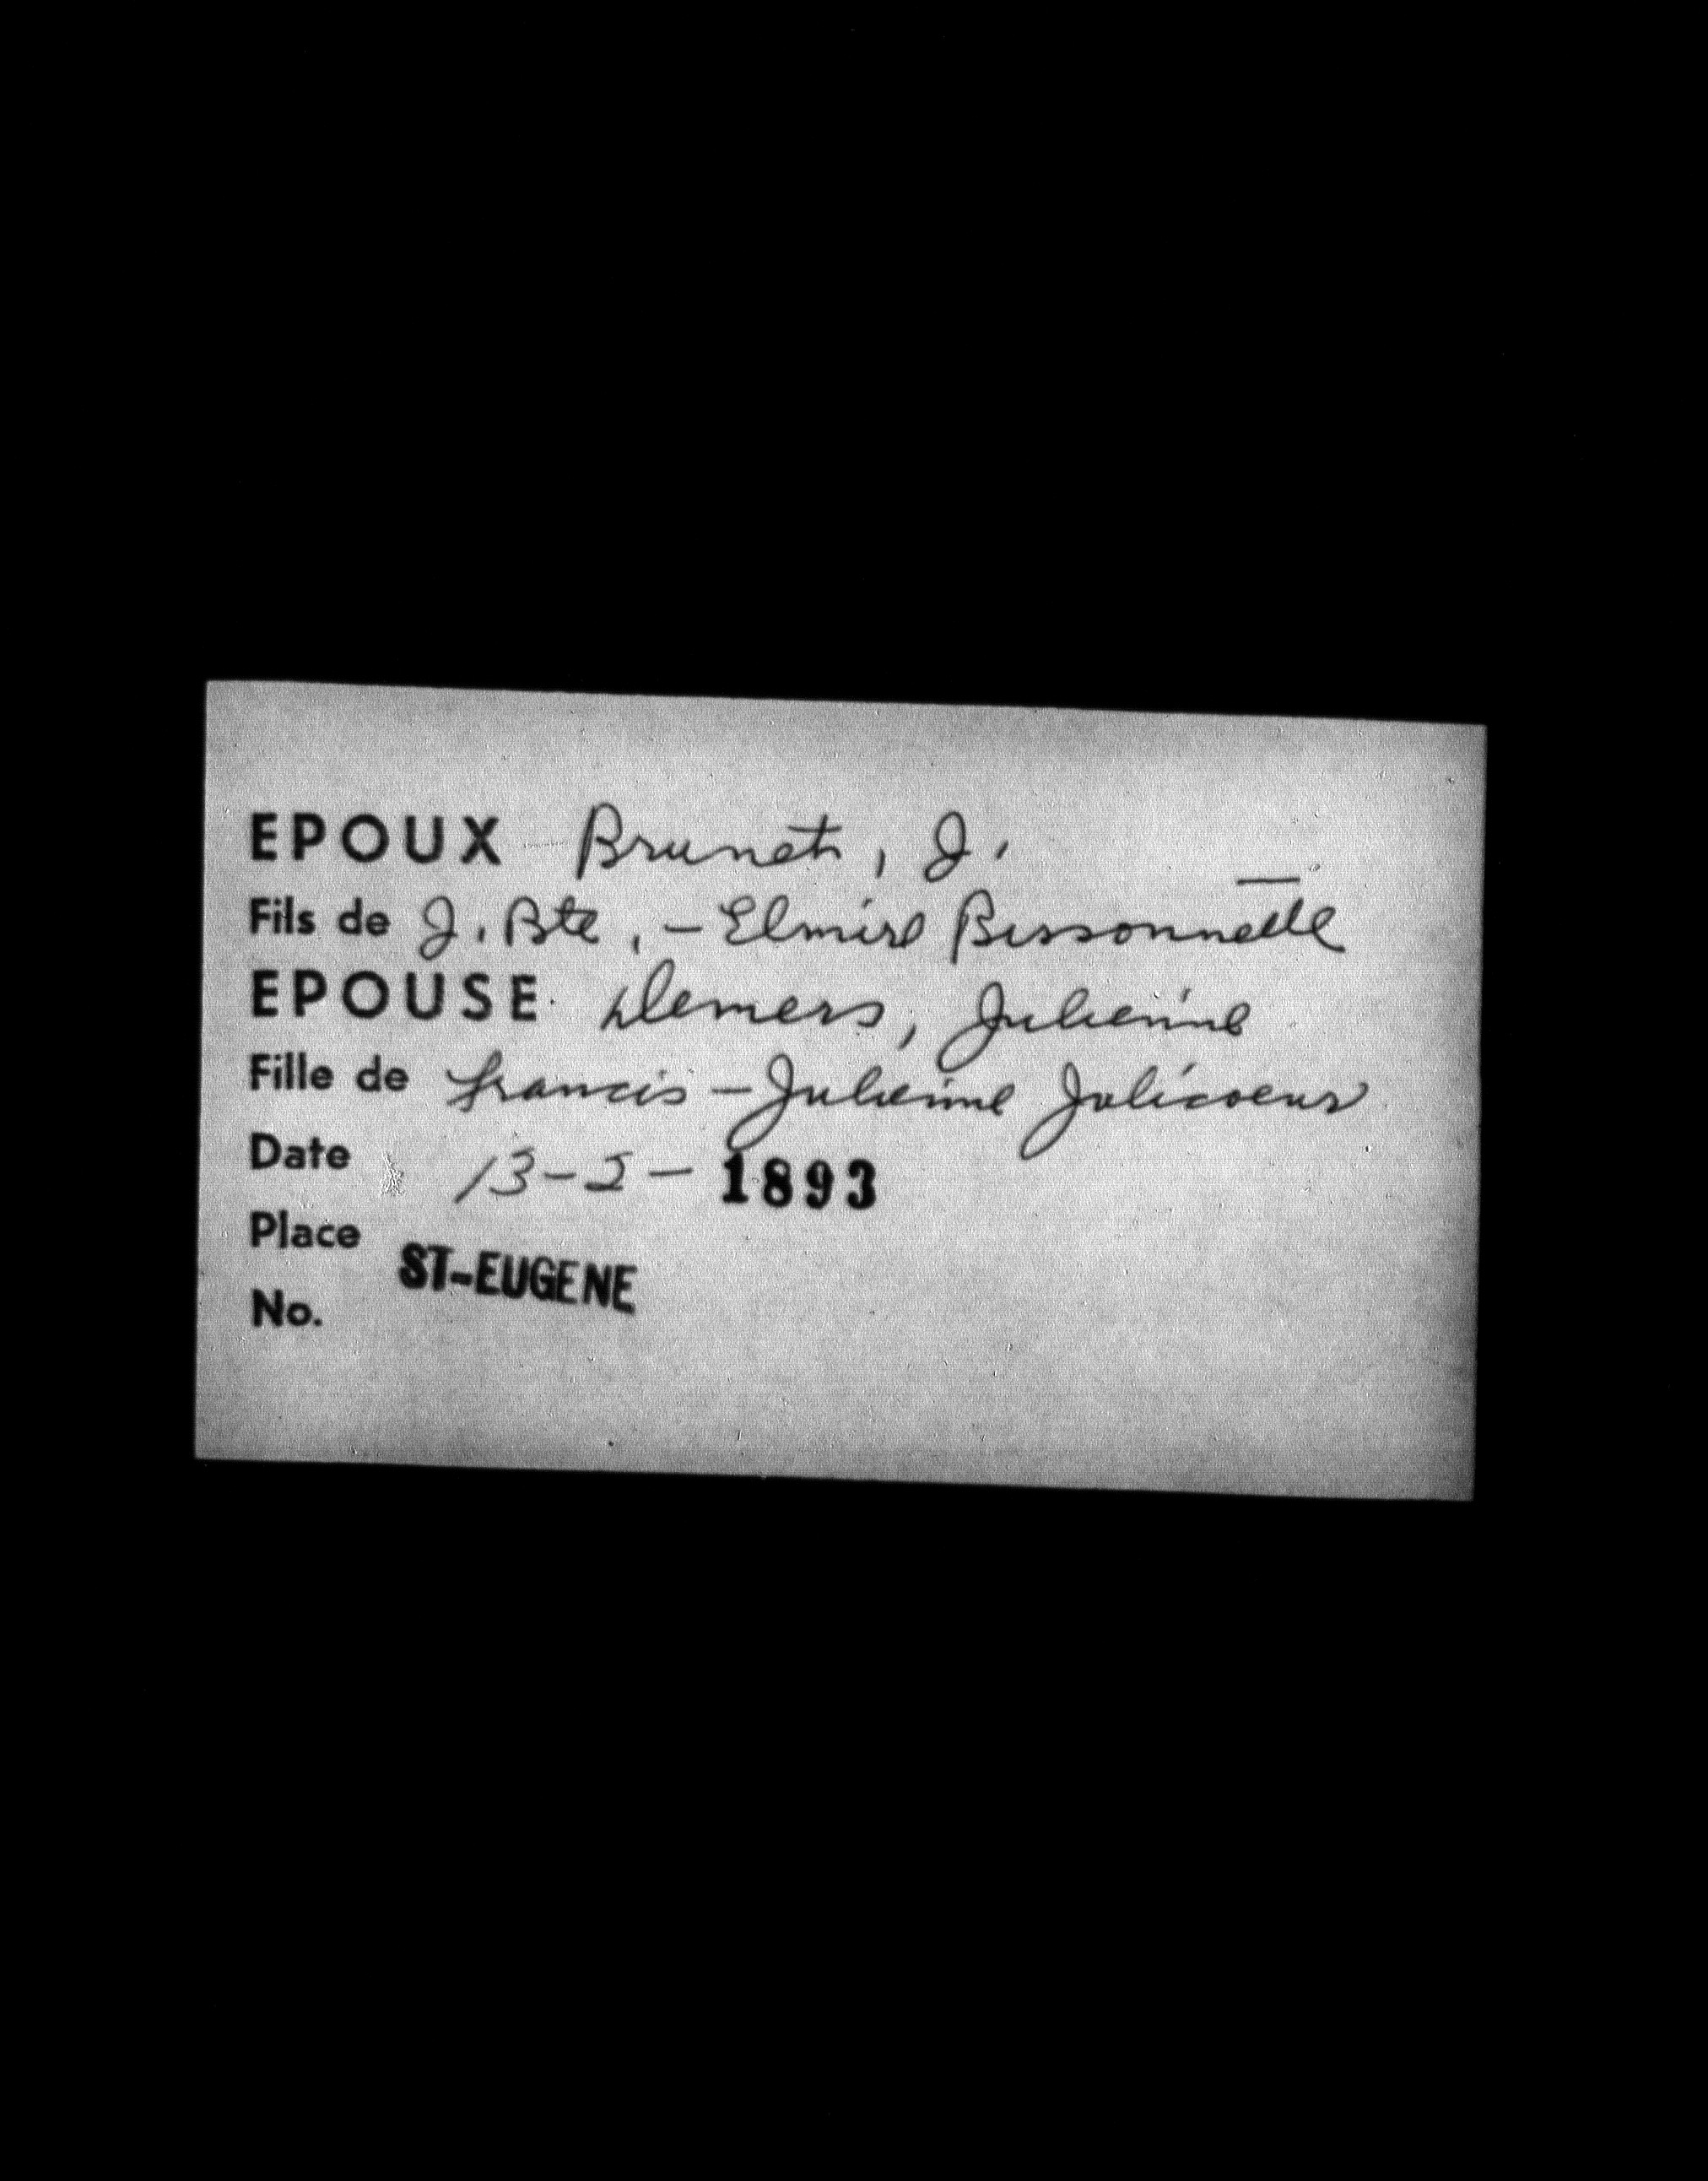 EPOUX Brunet, J.
Fils de J. Bte, - Elmire Bissonnette
EPOUSE Demers, Julienne
Fille de Francis - Julienne Jolicoeur
Date 13-2-1893
Place ST-EUGENE
No.